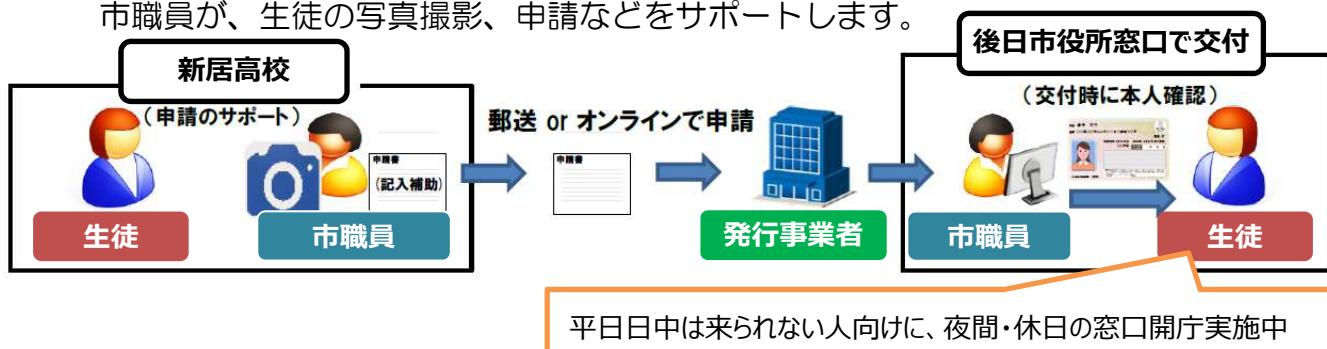 市職員が、生徒の写真撮影、申請などをサポートします。
新居高校
(申請のサポート)
申請書
(記入補助)
生徒
市職員
郵送 or オンラインで申請
申請書
発行事業者
後日市役所窓口で交付
(交付時に本人確認)
市職員
生徒
平日日中は来られない人向けに、夜間・休日の窓口開庁実施中